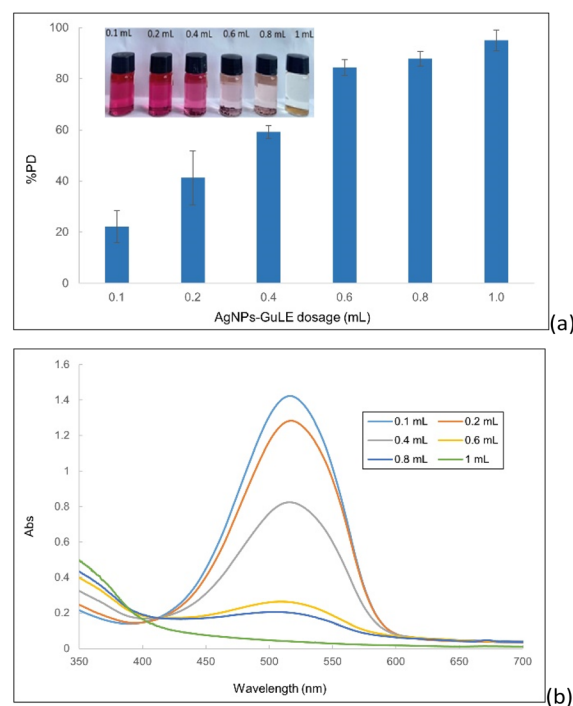 0.1 mL 0.2 mL 0.4 mL 0.6 mL 0.8 mL 1 mL
100
80
60
40
20
0
%PD
0.1 0.2 0.4 0.6 0.8 1.0
AgNPs-GuLE dosage (mL)
(a)
1.6
1.4
1.2
1
0.8
0.6
0.4
0.2
0
Abs
0.1 mL 0.2 mL
0.4 mL 0.6 mL
0.8 mL 1 mL
350 400 450 500 550 600 650 700
Wavelength (nm)
(b)